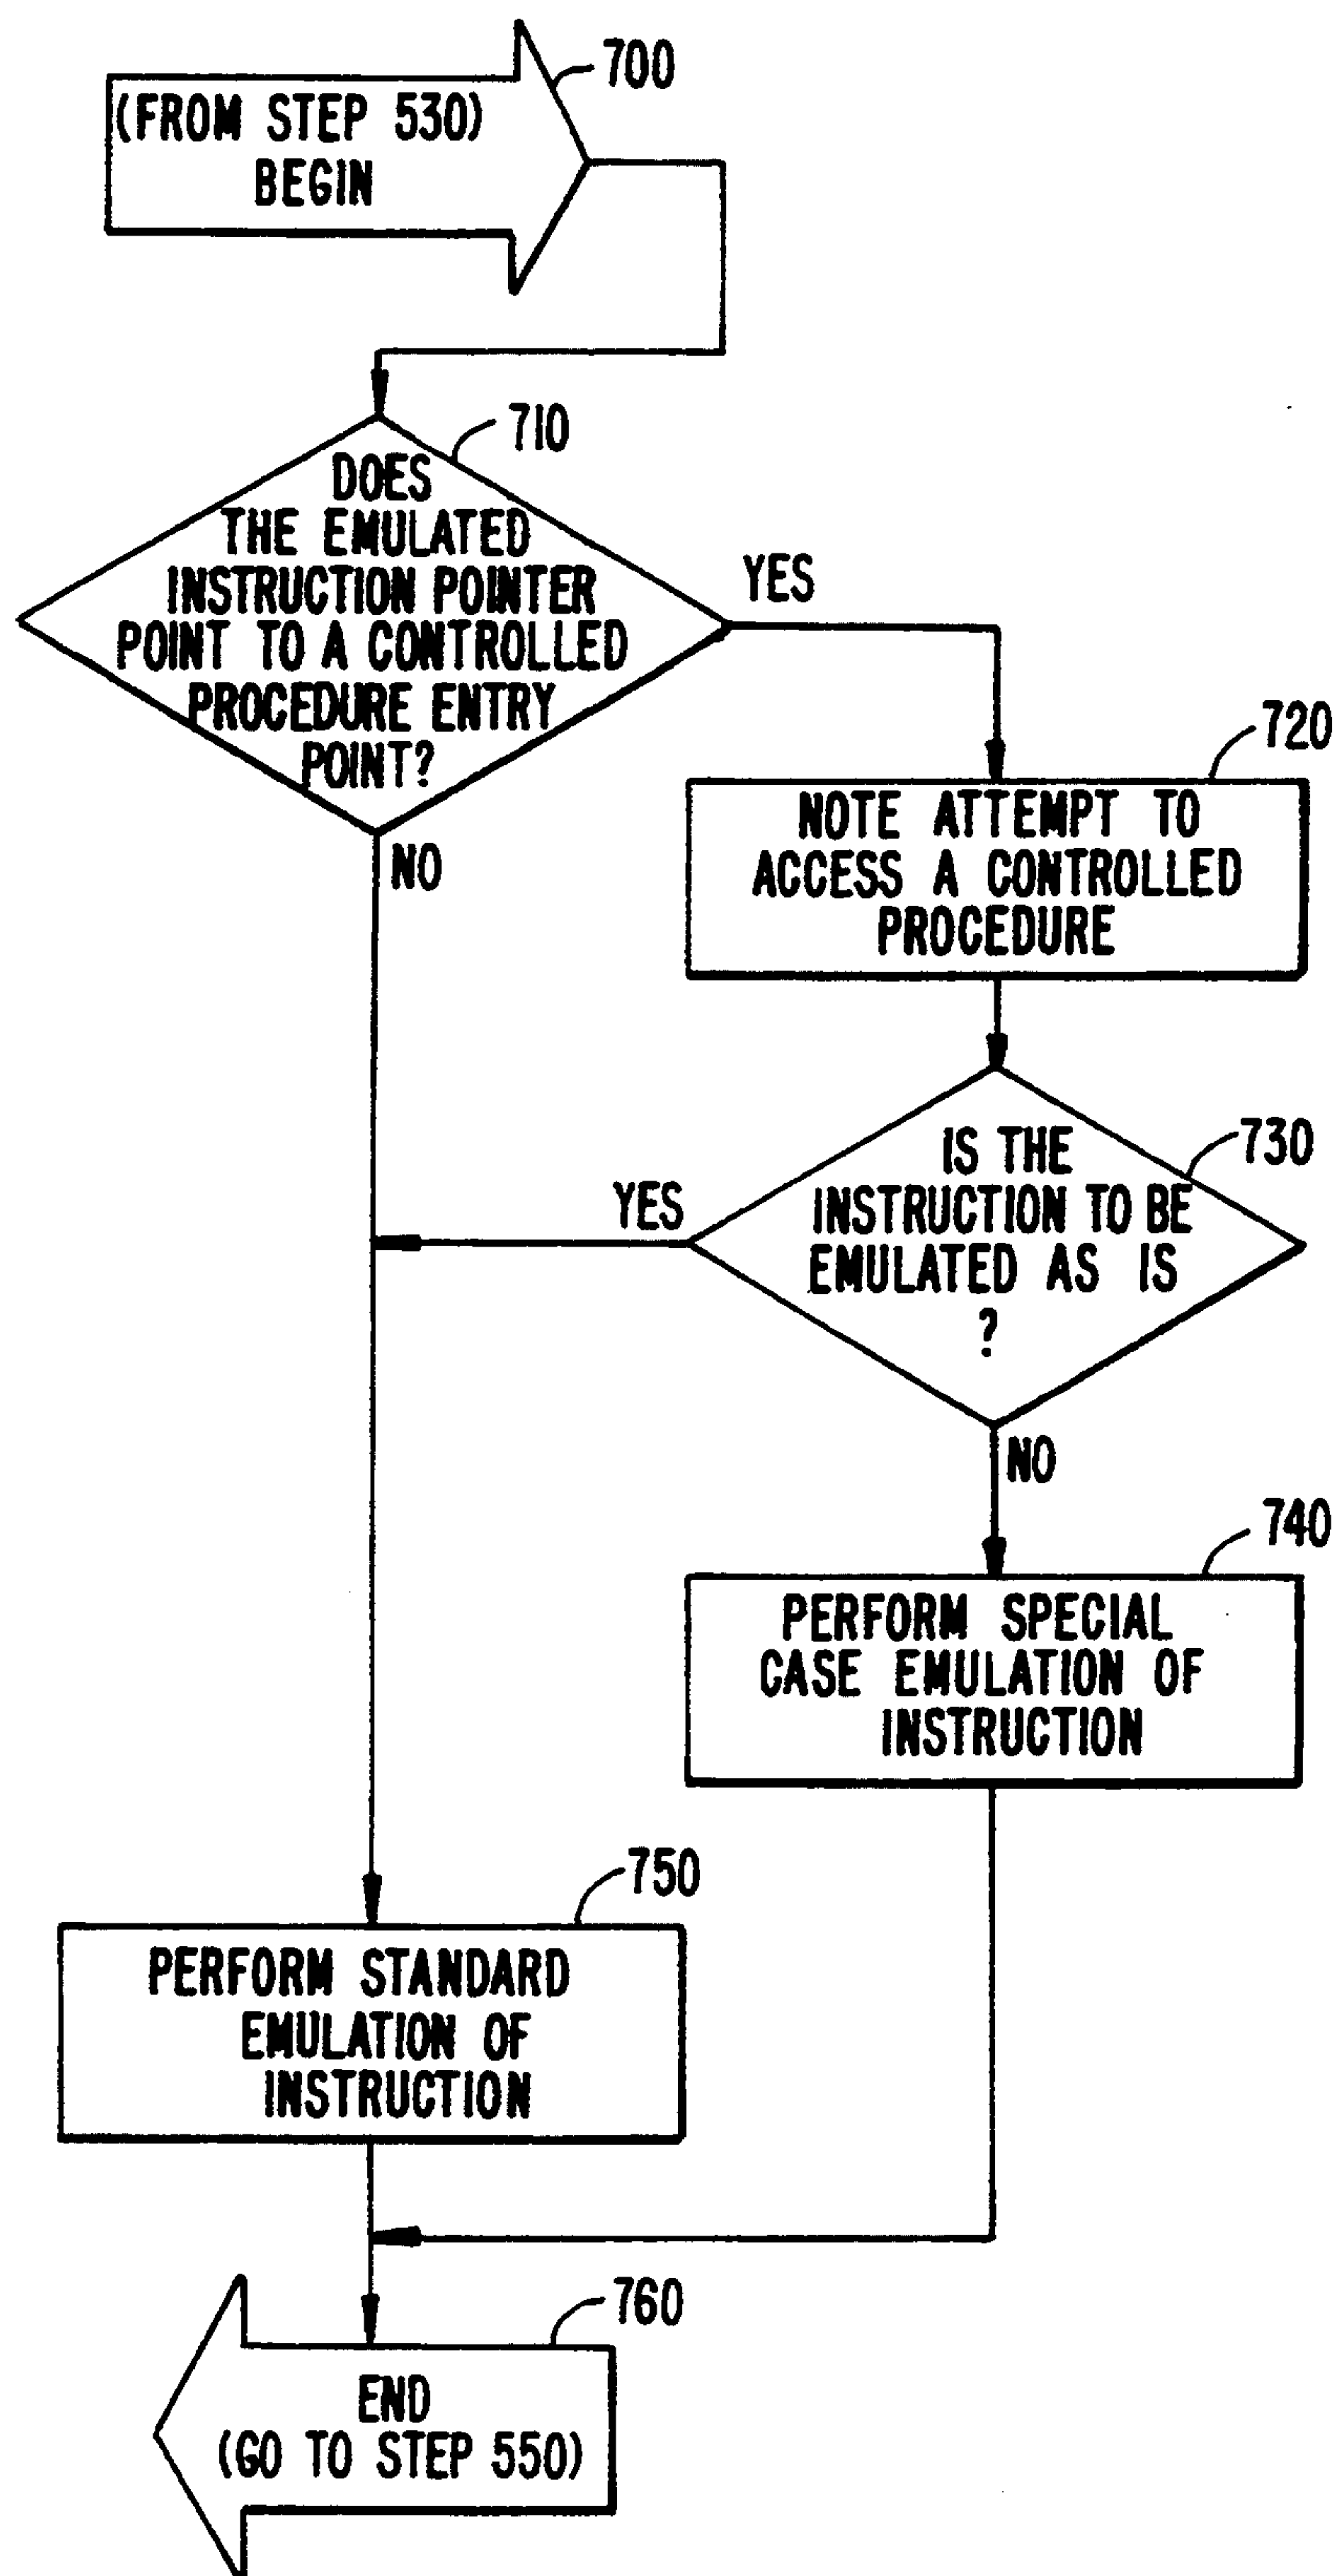 700
(FROM STEP 530)
BEGIN
710
DOES
THE EMULATED
INSTRUCTION POINTER
POINT TO A CONTROLLED
PROCEDURE ENTRY
POINT?
YES
NO
720
NOTE ATTEMPT TO
ACCESS A CONTROLLED
PROCEDURE
730
IS THE
INSTRUCTION TO BE
EMULATED AS IS
?
YES
NO
740
PERFORM SPECIAL
CASE EMULATION OF
INSTRUCTION
750
PERFORM STANDARD
EMULATION OF
INSTRUCTION
760
END
(GO TO STEP 550)